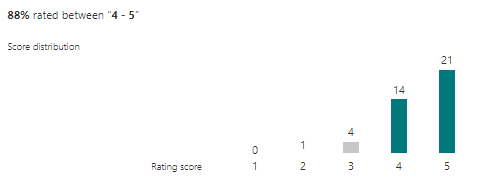 88% rated between "4 - 5"
Score distribution
21
14
4
1
0
Rating score 1 2 3 4 5